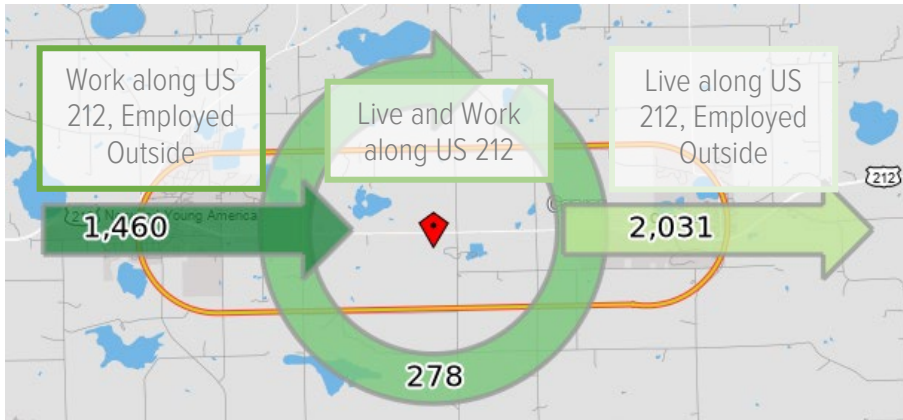 Work along US
212, Employed
Outside
Live and Work
along US 212
Live along US
212, Employed
Outside
212
Young America
1,460
2,031
278